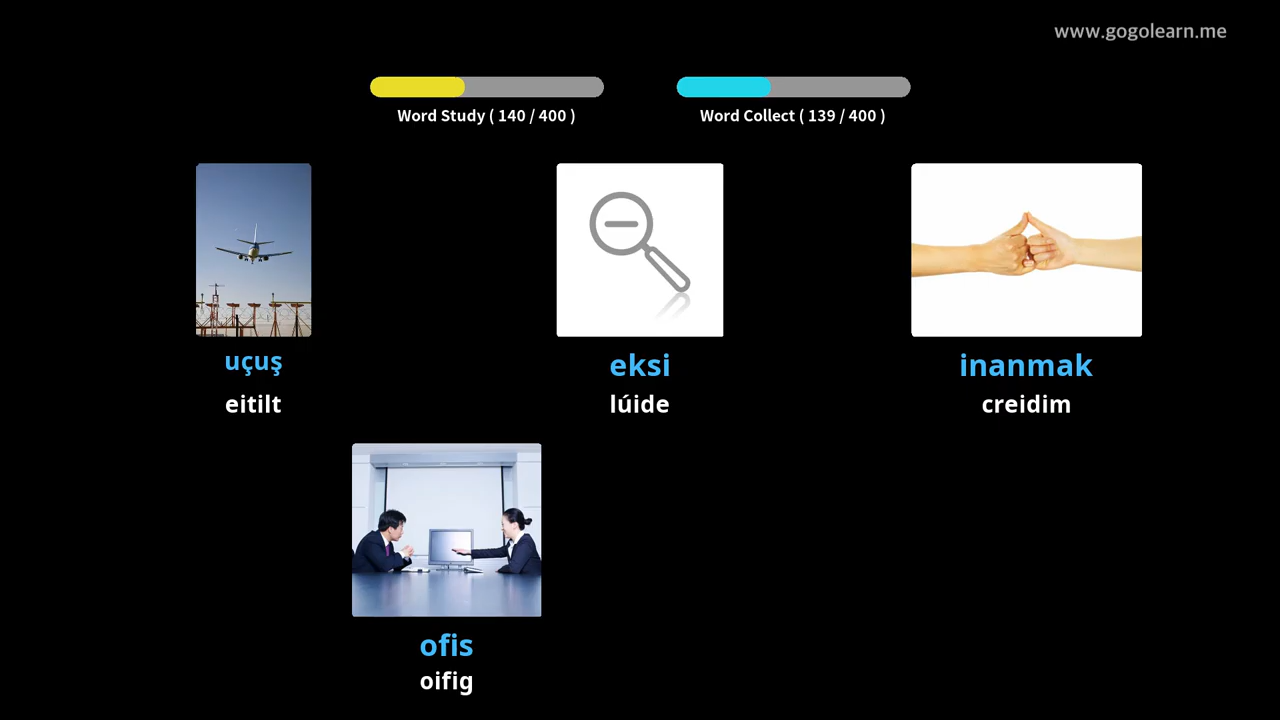 www.gogolearn.me
Word Study ( 140 / 400 )
Word Collect ( 139 / 400 )
uçuş
eitilt
eksi
lúide
inanmak
creidim
ofis
oifig